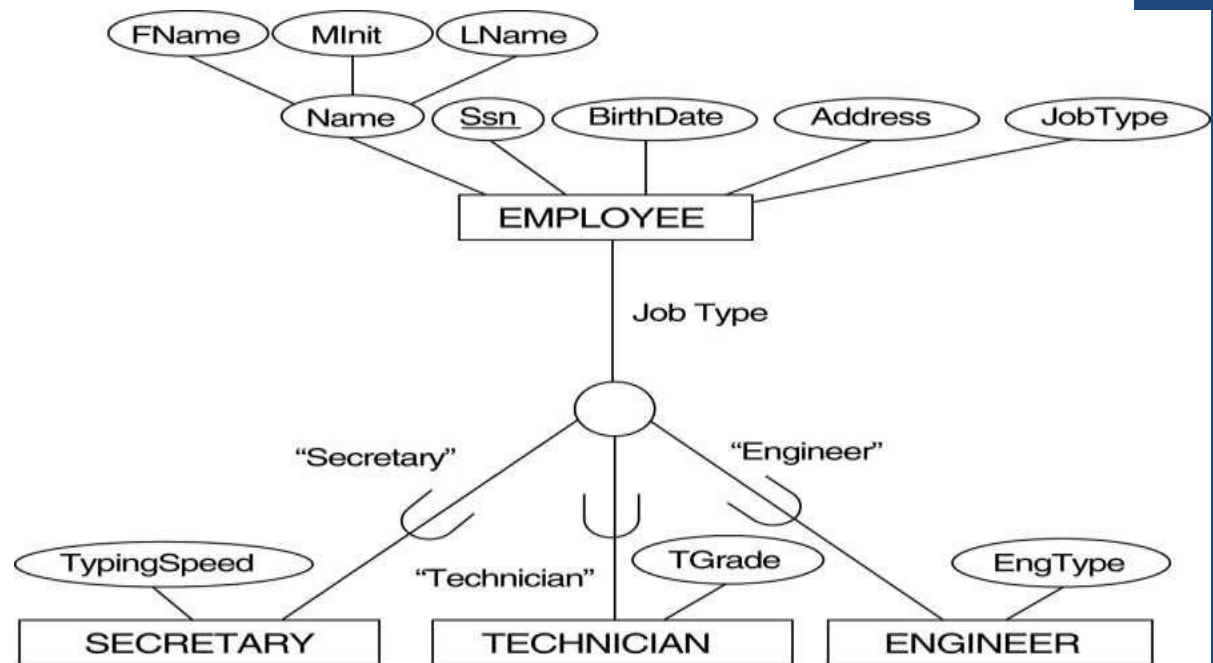 FName MInit LName
Name Ssn BirthDate Address JobType
EMPLOYEE
Job Type
“Secretary” “Engineer”
TypingSpeed “Technician” TGrade EngType
SECRETARY TECHNICIAN ENGINEER